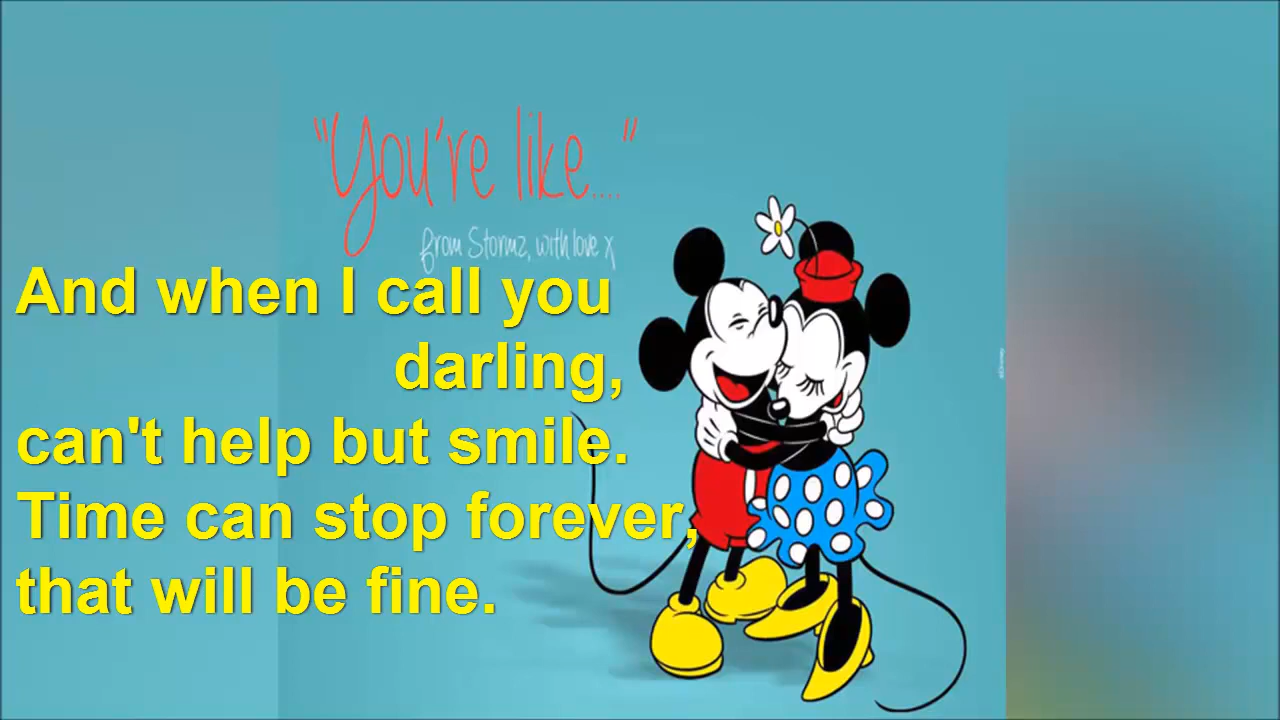 "You're like...."
from Stormz, with love x
And when I call you
darling,
can't help but smile.
Time can stop forever,
that will be fine.
©Disney